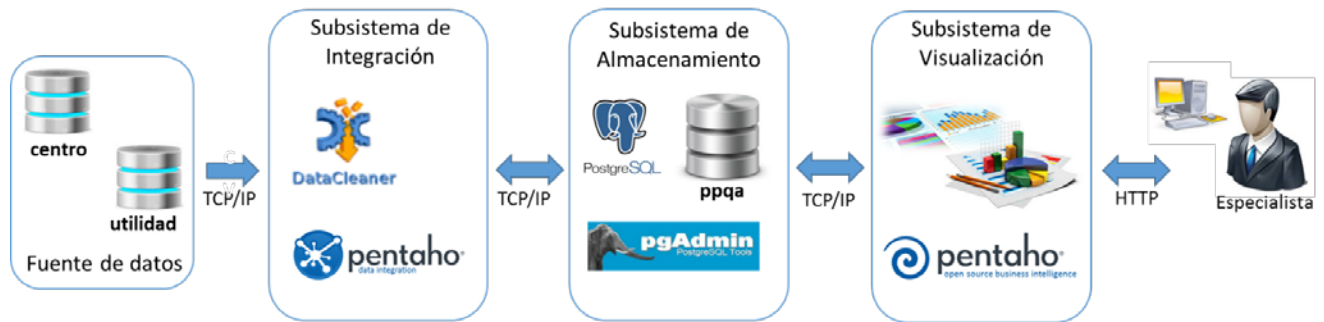 centro
utilidad
Fuente de datos
TCP/IP
Subsistema de
Integración
DataCleaner
pentaho
data integration
TCP/IP
Subsistema de
Almacenamiento
PostgreSQL
ppqa
pgAdmin
PostgreSQL Tools
TCP/IP
Subsistema de
Visualización
pentaho
open source business intelligence
HTTP
Especialista